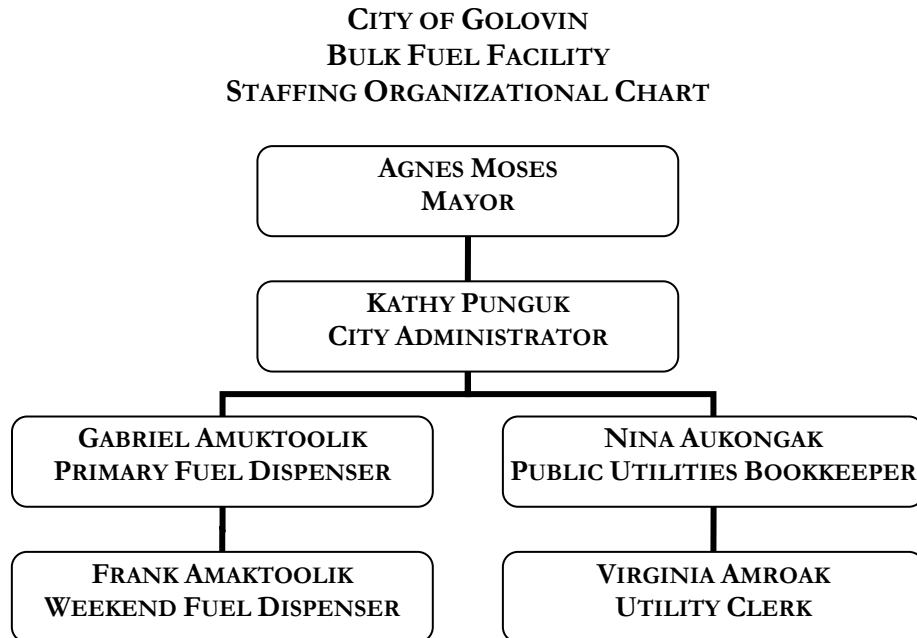 CITY OF GOLOVIN
BULK FUEL FACILITY
STAFFING ORGANIZATIONAL CHART
AGNES MOSES
MAYOR
KATHY PUNGUK
CITY ADMINISTRATOR
GABRIEL AMUKTOOLIK
PRIMARY FUEL DISPENSER
NINA AUKONGAK
PUBLIC UTILITIES BOOKKEEPER
FRANK AMAKTOOLIK
WEEKEND FUEL DISPENSER
VIRGINIA AMROAK
UTILITY CLERK